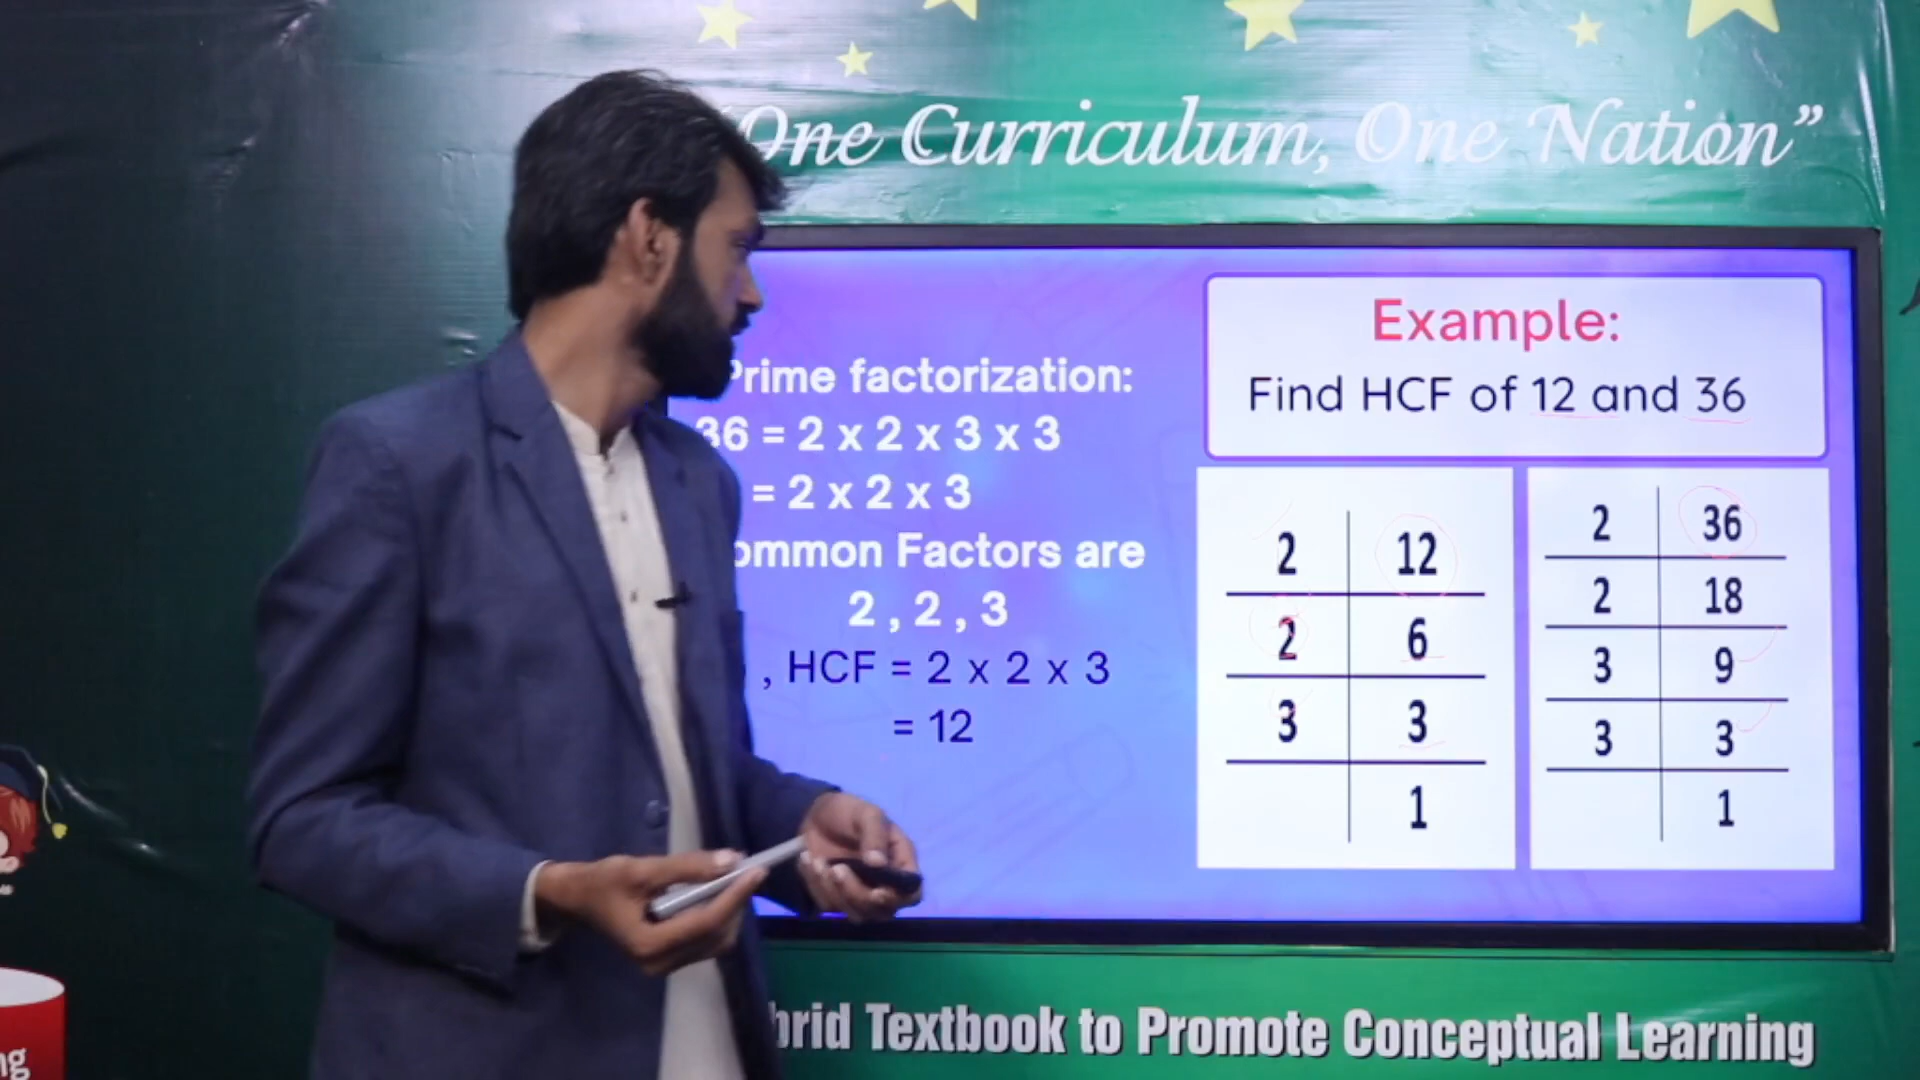 “One Curriculum, One Nation”
Prime factorization:
36 = 2 x 2 x 3 x 3
= 2 x 2 x 3
ommon Factors are
2 , 2 , 3
, HCF = 2 x 2 x 3
= 12
Example:
Find HCF of 12 and 36
2 12
2 6
3 3
1
2 36
2 18
3 9
3 3
1
brid Textbook to Promote Conceptual Learning
ng